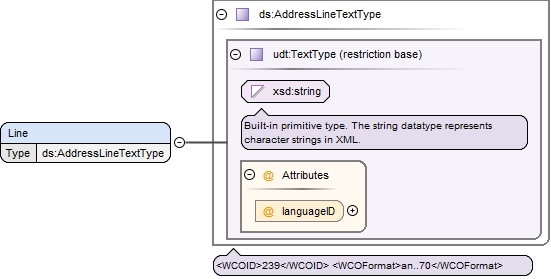 ds:AddressLineTextType
udt:TextType (restriction base)
xsd:string
Built-in primitive type. The string datatype represents
character strings in XML.
Line
Type ds:AddressLineTextType
@ Attributes
@ languageID
<WCOID>239</WCOID> <WCOFormat>an..70</WCOFormat>